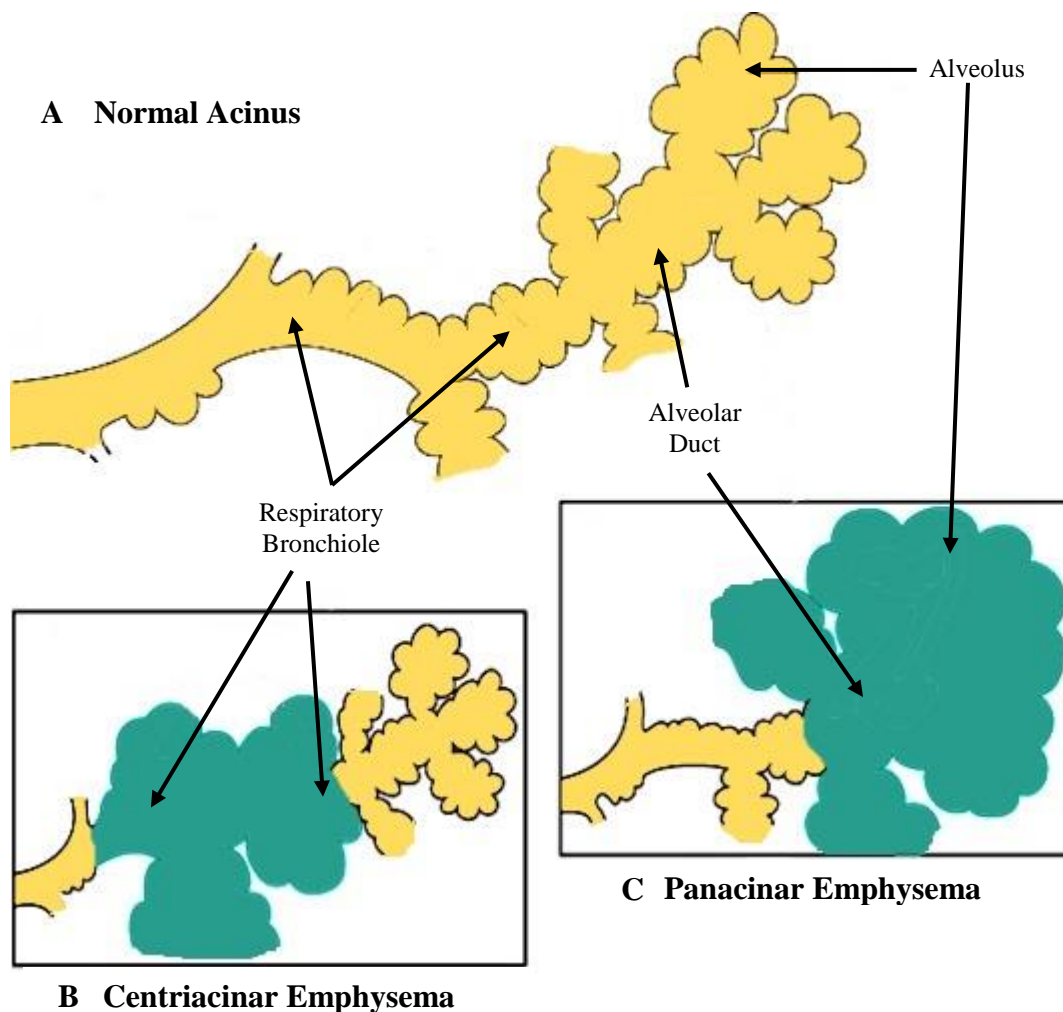 Alveolus
A Normal Acinus
Alveolar
Duct
Respiratory
Bronchiole
C Panacinar Emphysema
B Centriacinar Emphysema